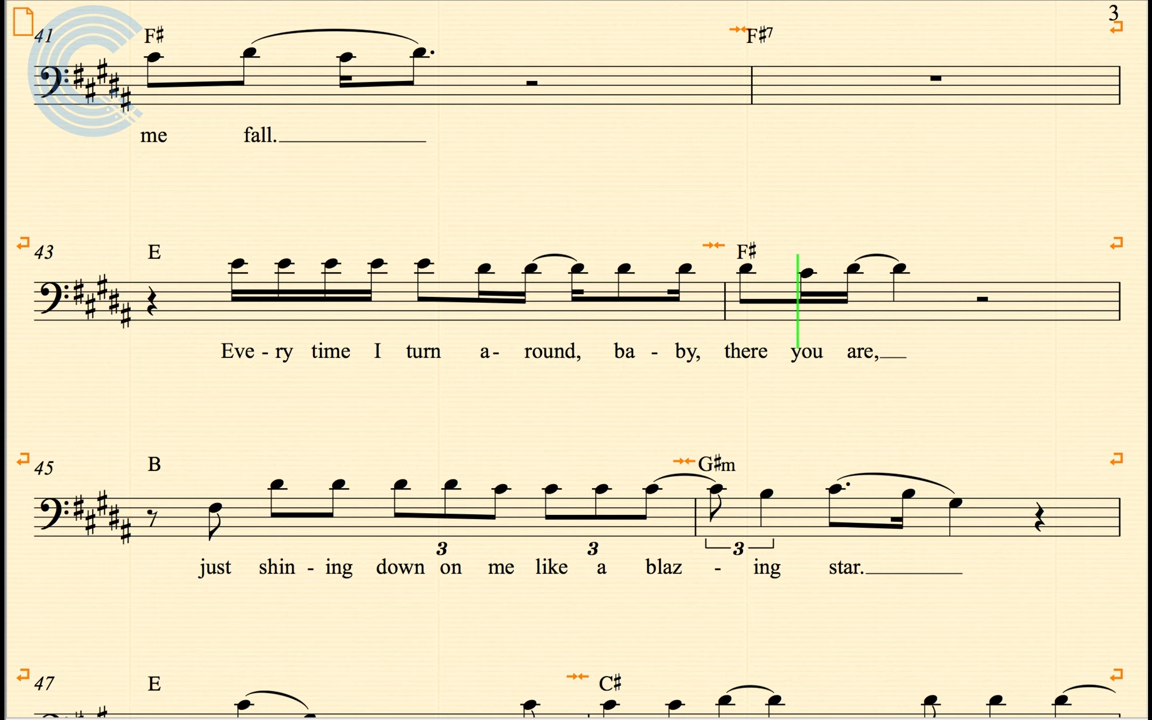 3
41 F♯ F♯7
me fall.
43 E F♯
Eve - ry time I turn a - round, ba - by, there you are,
45 B G♯m
3 3 3
just shin - ing down on me like a blaz - ing star.
47 E C♯